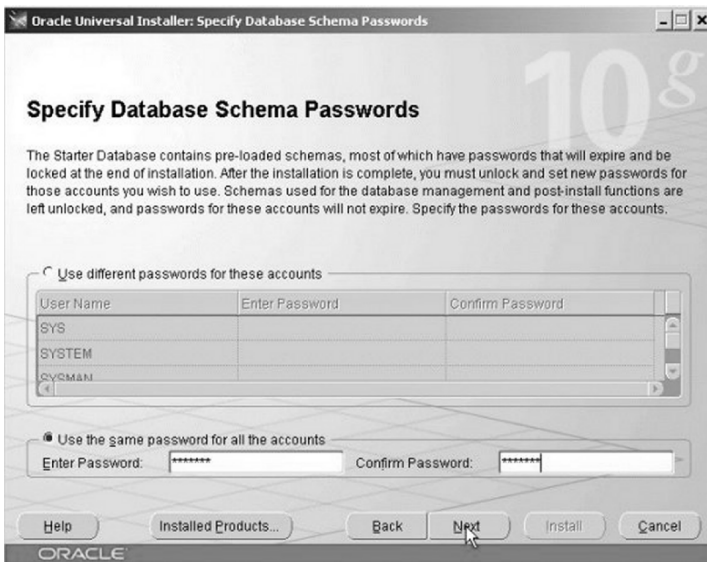 Oracle Universal Installer: Specify Database Schema Passwords
10g
Specify Database Schema Passwords
The Starter Database contains pre-loaded schemas, most of which have passwords that will expire and be
locked at the end of installation. After the installation is complete, you must unlock and set new passwords for
those accounts you wish to use. Schemas used for the database management and post-install functions are
left unlocked, and passwords for these accounts will not expire. Specify the passwords for these accounts.
Use different passwords for these accounts
User Name Enter Password Confirm Password
SYS
SYSTEM
SYSMAN
Use the same password for all the accounts
Enter Password: ******* Confirm Password: *******
Help Installed Products... Back Next Install Cancel
ORACLE